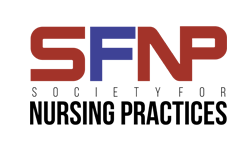 SFNP
SOCIETY FOR
NURSING PRACTICES